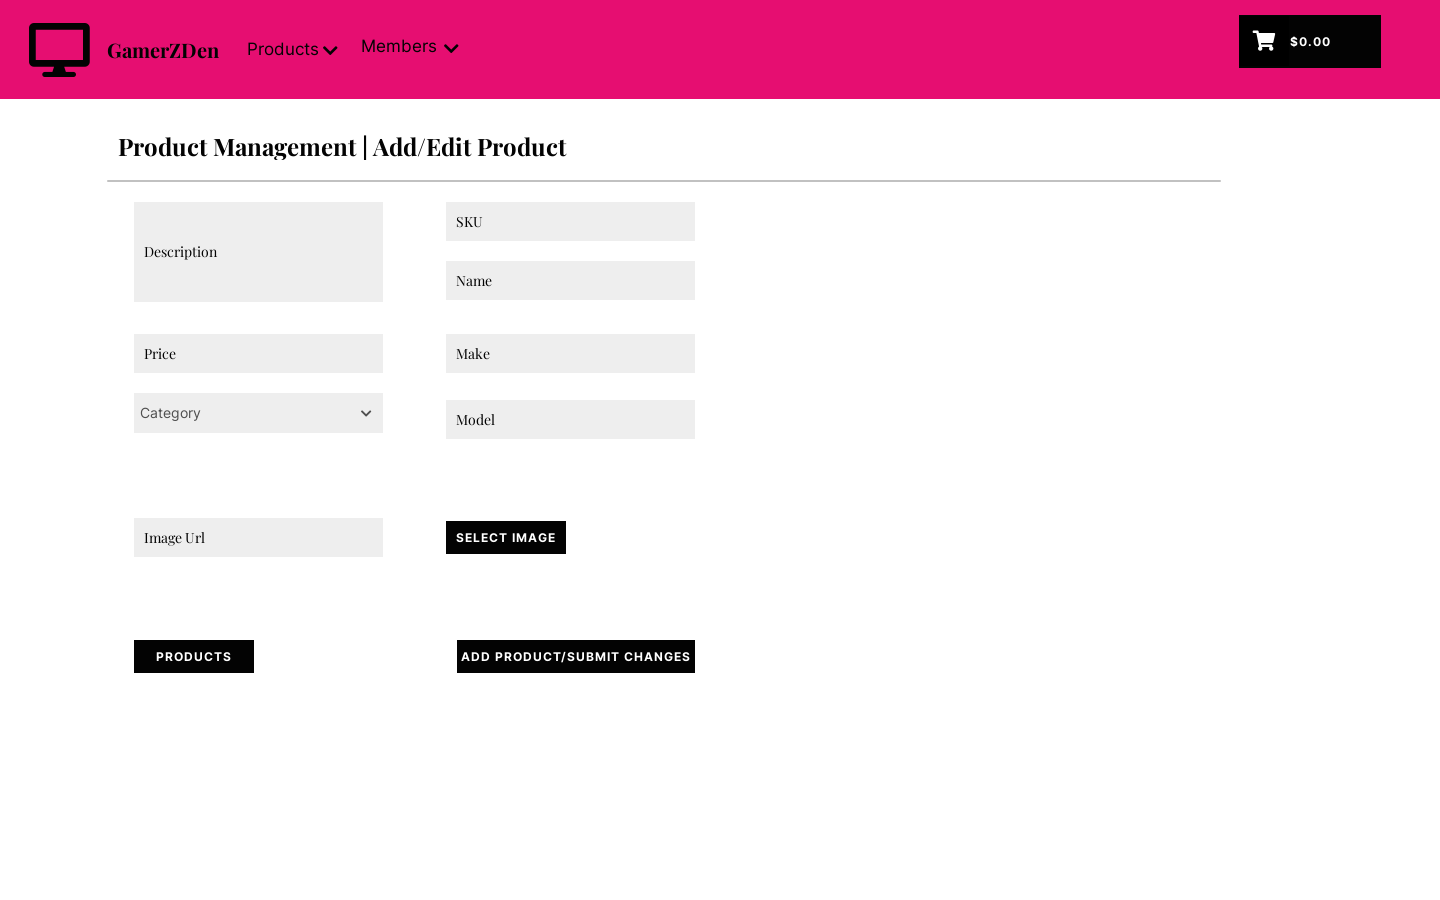 GamerZDen
Products
Members
$0.00
Product Management | Add/Edit Product
Description
SKU
Name
Price
Make
Category
Model
Image Url
SELECT IMAGE
PRODUCTS
ADD PRODUCT/SUBMIT CHANGES